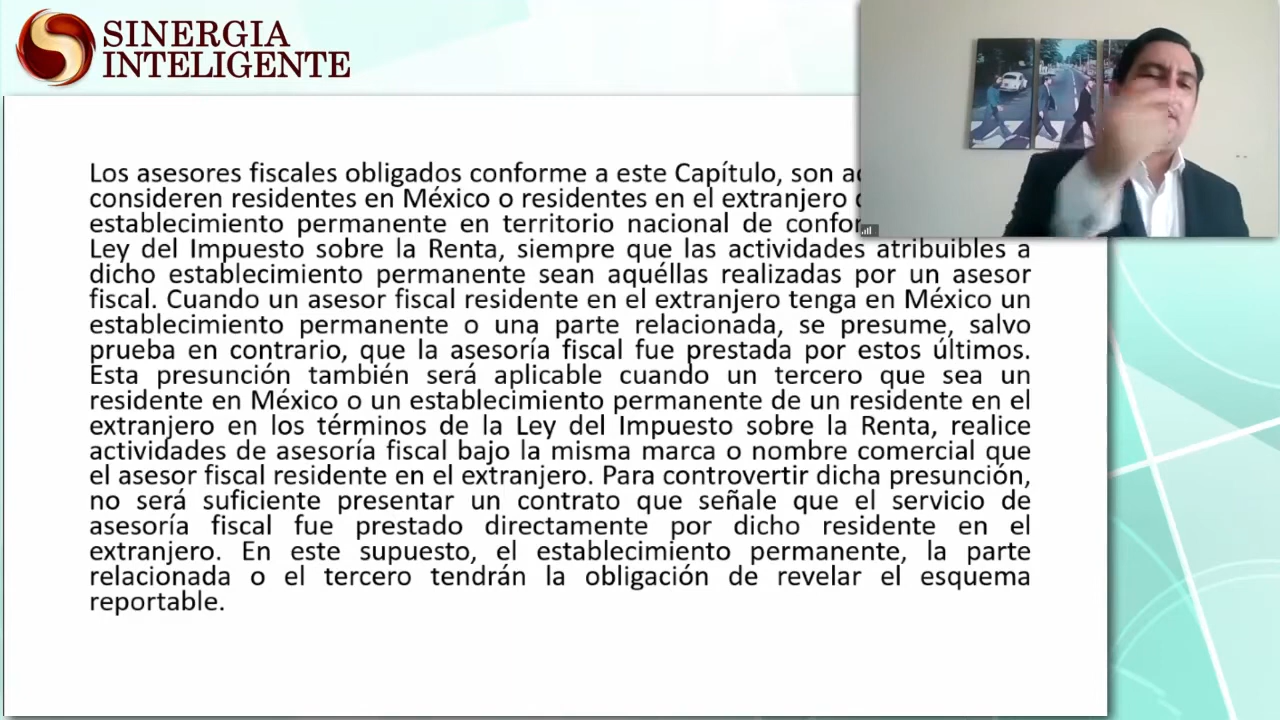 SINERGIA
INTELIGENTE
Los asesores fiscales obligados conforme a este Capítulo, son
consideren residentes en México o residentes en el extranjero
establecimiento permanente en territorio nacional de
Ley del Impuesto sobre la Renta, siempre que las actividades atribuibles a
dicho establecimiento permanente sean aquéllas realizadas por un asesor
fiscal. Cuando un asesor fiscal residente en el extranjero tenga en México un
establecimiento permanente o una parte relacionada, se presume, salvo
prueba en contrario, que la asesoría fiscal fue prestada por estos últimos.
Esta presunción también será aplicable cuando un tercero que sea un
residente en México o un establecimiento permanente de un residente en el
extranjero en los términos de la Ley del Impuesto sobre la Renta, realice
actividades de asesoría fiscal bajo la misma marca o nombre comercial que
el asesor fiscal residente en el extranjero. Para controvertir dicha presunción,
no será suficiente presentar un contrato que señale que el servicio de
asesoría fiscal fue prestado directamente por dicho residente en el
extranjero. En este supuesto, el establecimiento permanente, la parte
relacionada o el tercero tendrán la obligación de revelar el esquema
reportable.